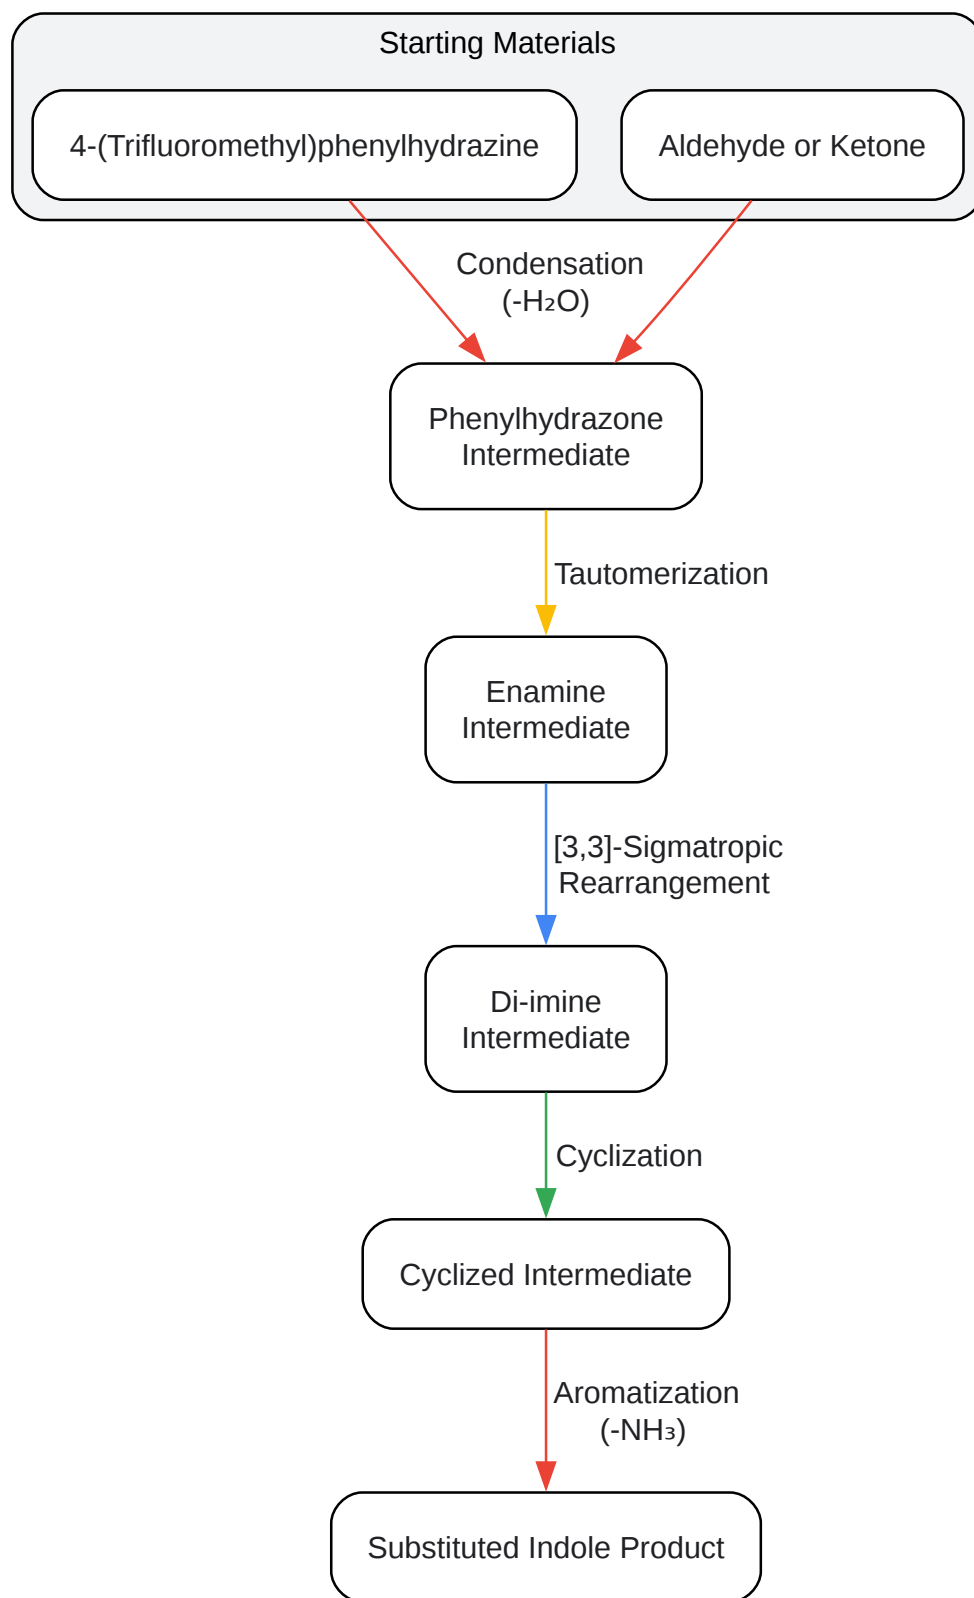 Starting Materials
4-(Trifluoromethyl)phenylhydrazine
Aldehyde or Ketone
Condensation
(-H₂O)
Phenylhydrazone
Intermediate
Tautomerization
Enamine
Intermediate
[3,3]-Sigmatropic
Rearrangement
Di-imine
Intermediate
Cyclization
Cyclized Intermediate
Aromatization
(-NH₃)
Substituted Indole Product